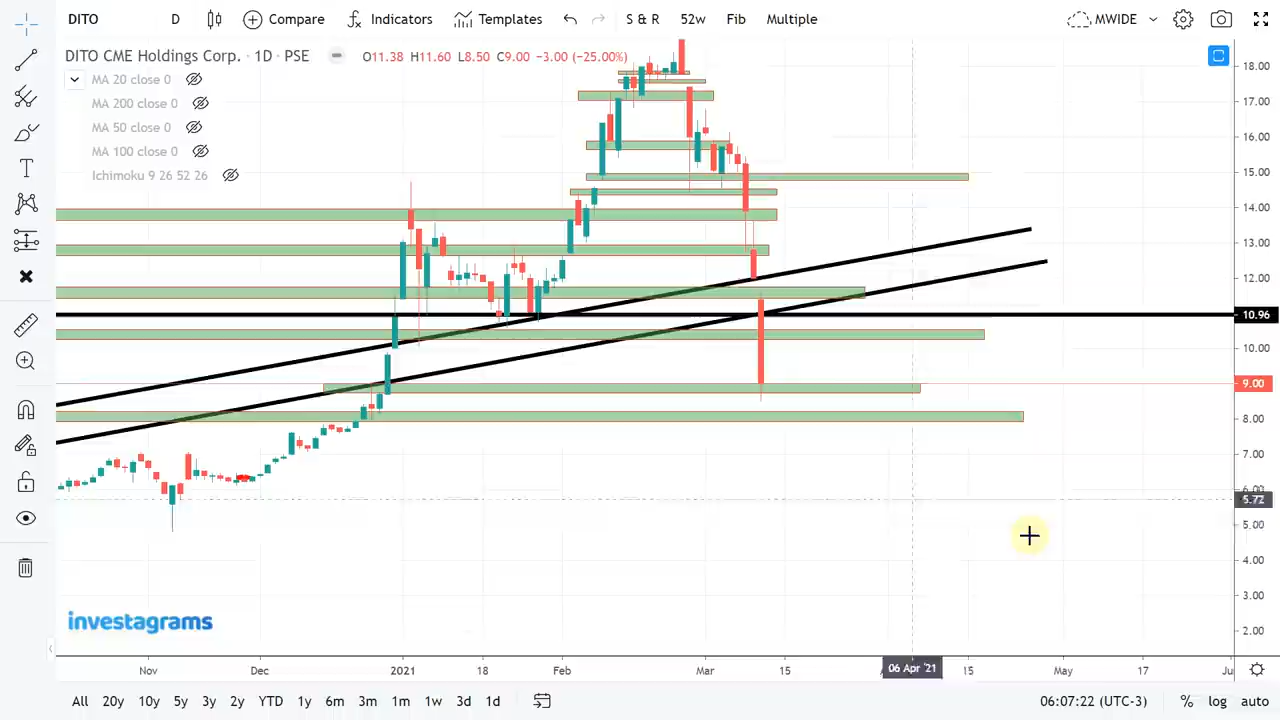 DITO D Compare Indicators Templates S & R 52w Fib Multiple MWIDE
DITO CME Holdings Corp. · 1D · PSE O11.38 H11.60 L8.50 C9.00 −3.00 (−25.00%)
MA 20 close 0
MA 200 close 0
MA 50 close 0
MA 100 close 0
Ichimoku 9 26 52 26
18.00
17.00
16.00
15.00
14.00
13.00
12.00
10.96
10.00
9.00
8.00
7.00
6.00
5.72
5.00
4.00
3.00
2.00
investagrams
Nov Dec 2021 18 Feb Mar 15 06 Apr '21 15 May 17
All 20y 10y 5y 3y 2y YTD 1y 6m 3m 1m 1w 3d 1d 06:07:22 (UTC-3) % log auto